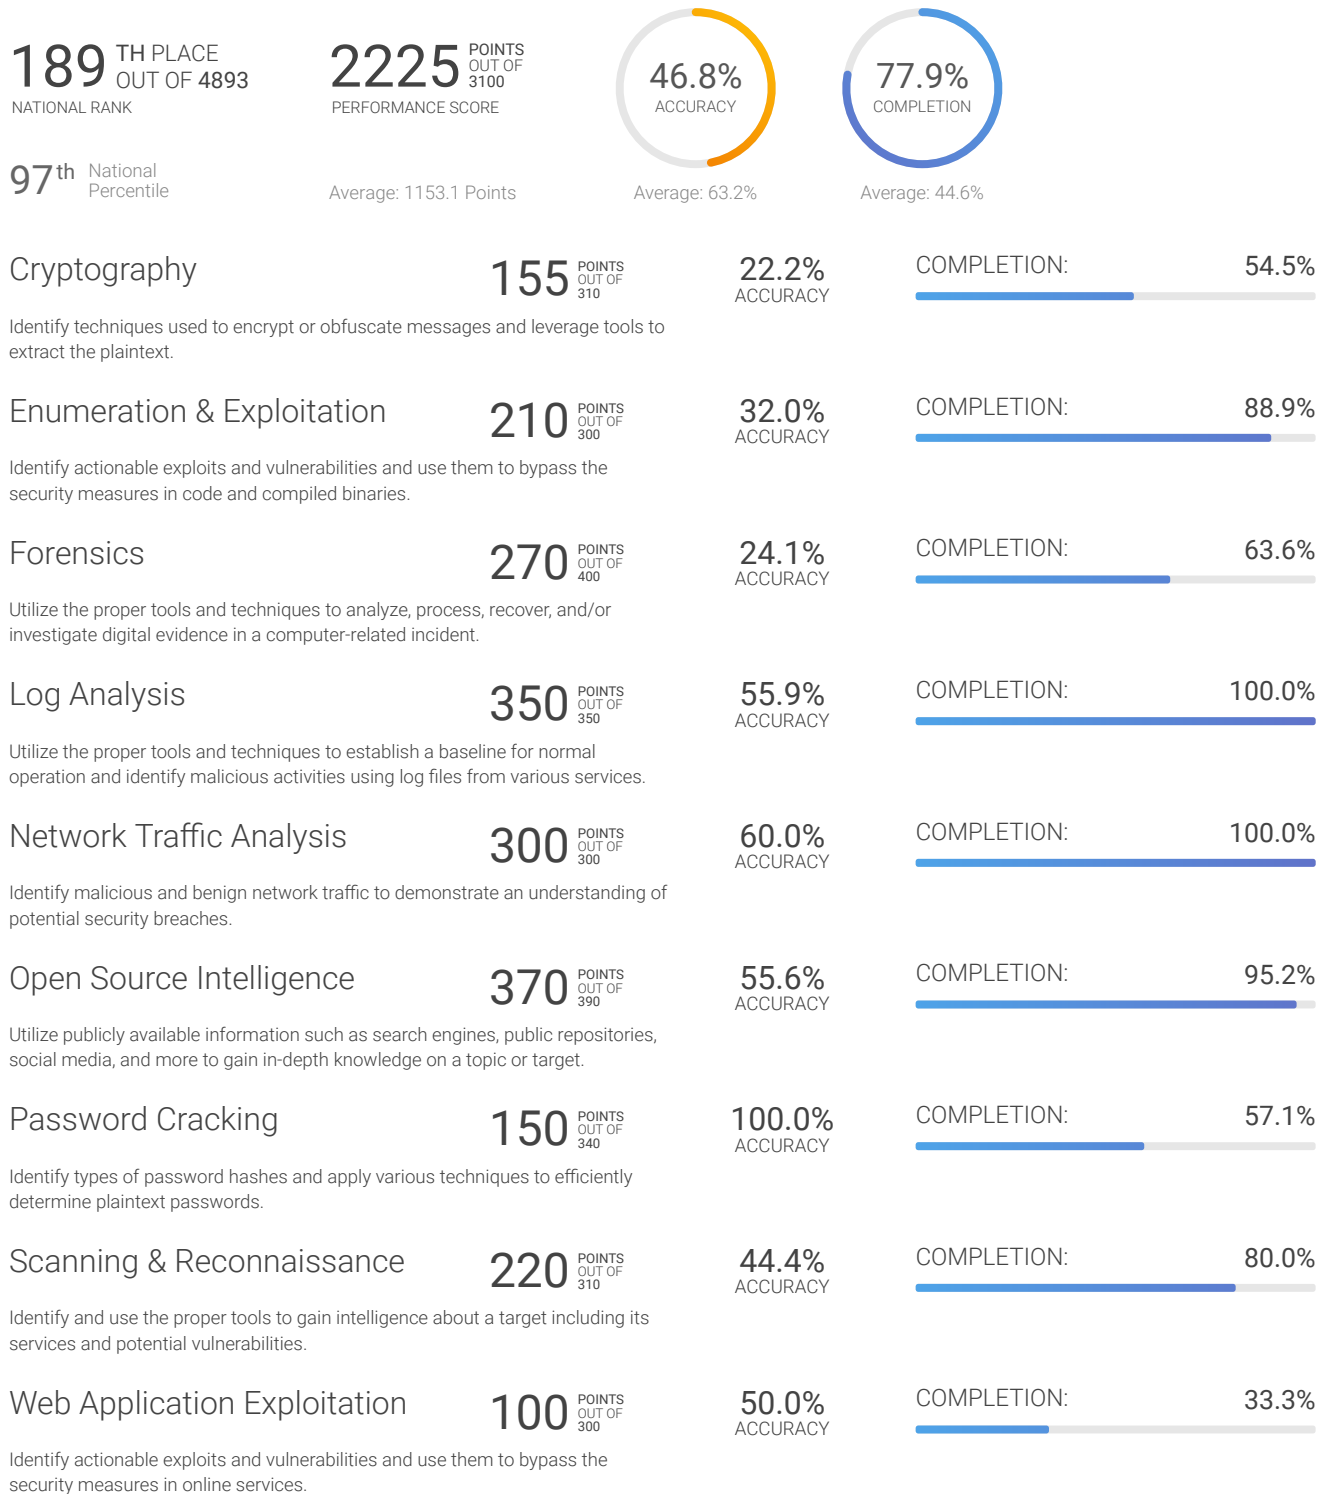 189 TH PLACE
OUT OF 4893
NATIONAL RANK
2225 POINTS
OUT OF
3100
PERFORMANCE SCORE
46.8%
ACCURACY
77.9%
COMPLETION
97th National
Percentile
Average: 1153.1 Points
Average: 63.2%
Average: 44.6%
Cryptography
155 POINTS
OUT OF
310
22.2%
ACCURACY
COMPLETION: 54.5%
Identify techniques used to encrypt or obfuscate messages and leverage tools to
extract the plaintext.
Enumeration & Exploitation
210 POINTS
OUT OF
300
32.0%
ACCURACY
COMPLETION: 88.9%
Identify actionable exploits and vulnerabilities and use them to bypass the
security measures in code and compiled binaries.
Forensics
270 POINTS
OUT OF
400
24.1%
ACCURACY
COMPLETION: 63.6%
Utilize the proper tools and techniques to analyze, process, recover, and/or
investigate digital evidence in a computer-related incident.
Log Analysis
350 POINTS
OUT OF
350
55.9%
ACCURACY
COMPLETION: 100.0%
Utilize the proper tools and techniques to establish a baseline for normal
operation and identify malicious activities using log files from various services.
Network Traffic Analysis
300 POINTS
OUT OF
300
60.0%
ACCURACY
COMPLETION: 100.0%
Identify malicious and benign network traffic to demonstrate an understanding of
potential security breaches.
Open Source Intelligence
370 POINTS
OUT OF
390
55.6%
ACCURACY
COMPLETION: 95.2%
Utilize publicly available information such as search engines, public repositories,
social media, and more to gain in-depth knowledge on a topic or target.
Password Cracking
150 POINTS
OUT OF
340
100.0%
ACCURACY
COMPLETION: 57.1%
Identify types of password hashes and apply various techniques to efficiently
determine plaintext passwords.
Scanning & Reconnaissance
220 POINTS
OUT OF
310
44.4%
ACCURACY
COMPLETION: 80.0%
Identify and use the proper tools to gain intelligence about a target including its
services and potential vulnerabilities.
Web Application Exploitation
100 POINTS
OUT OF
300
50.0%
ACCURACY
COMPLETION: 33.3%
Identify actionable exploits and vulnerabilities and use them to bypass the
security measures in online services.